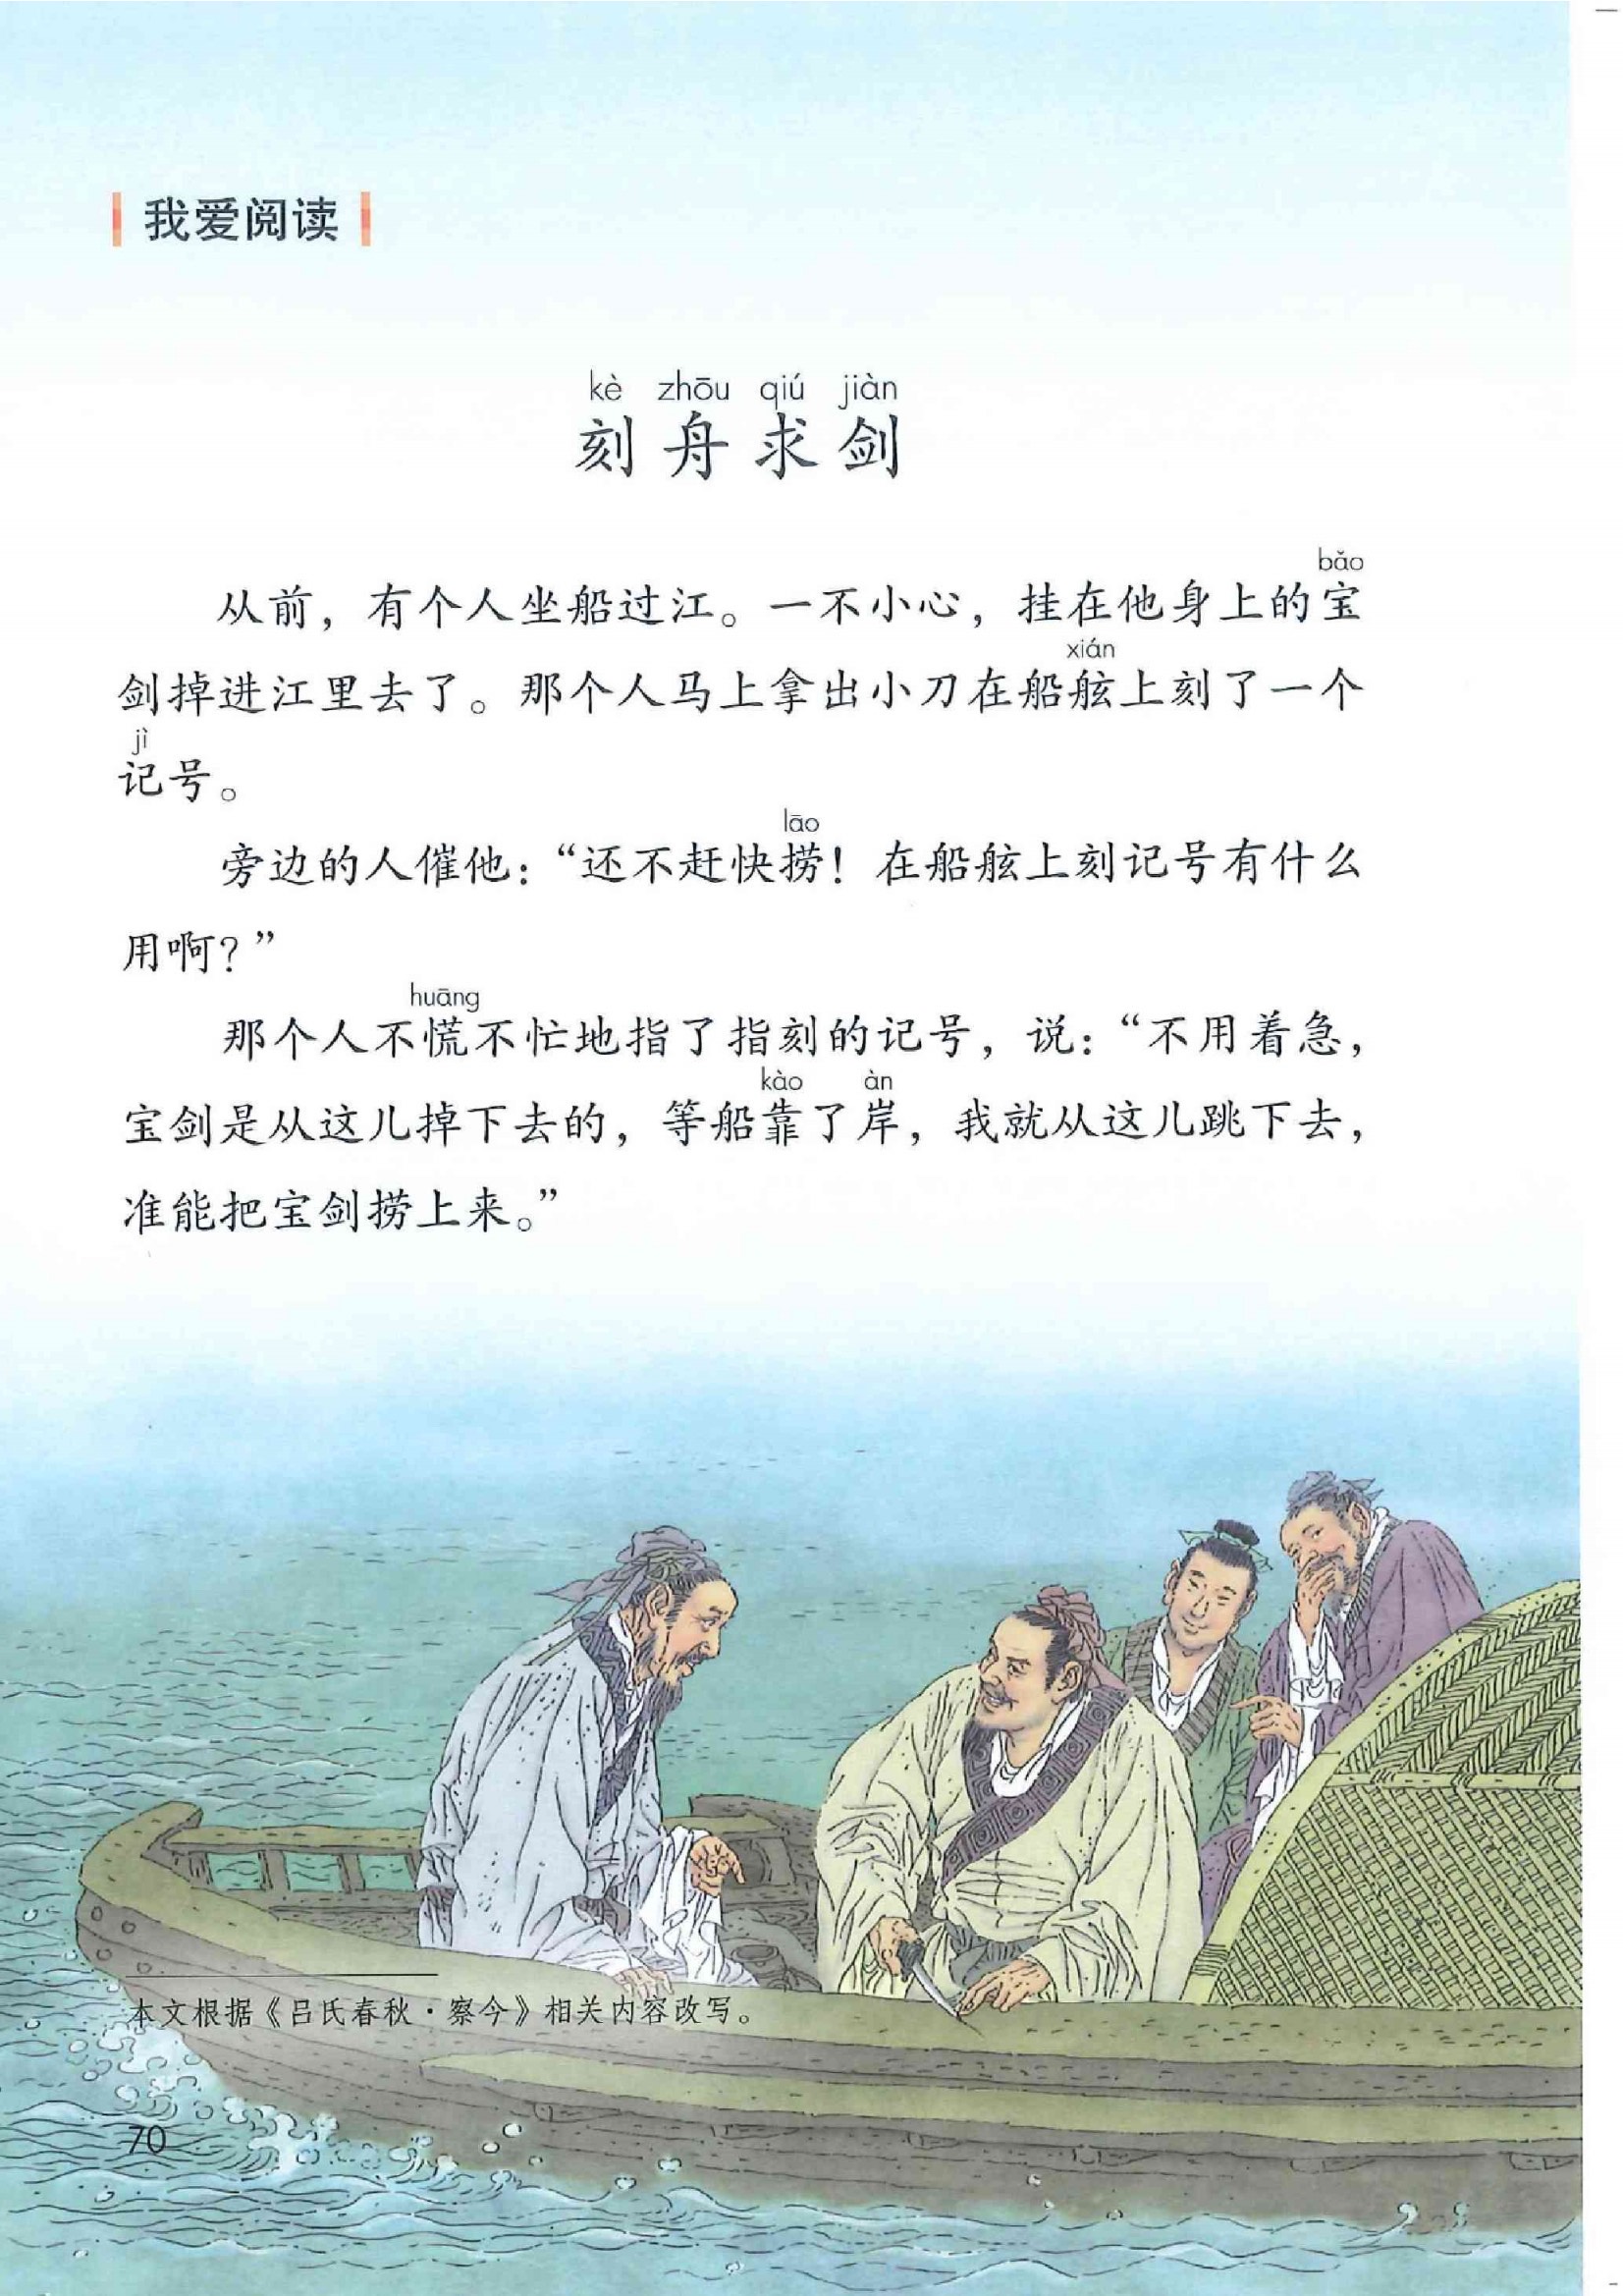 我爱阅读
kè zhōu qiú jiàn
刻舟求剑
bǎo
从前，有个人坐船过江。一不小心，挂在他身上的宝
xián
剑掉进江里去了。那个人马上拿出小刀在船舷上刻了一个
jì
记号。
lāo
旁边的人催他：“还不赶快捞！在船舷上刻记号有什么
用啊？”
huāng
那个人不慌不忙地指了指刻的记号，说：“不用着急，
kào àn
宝剑是从这儿掉下去的，等船靠了岸，我就从这儿跳下去，
准能把宝剑捞上来。”
本文根据《吕氏春秋·察今》相关内容改写。
70